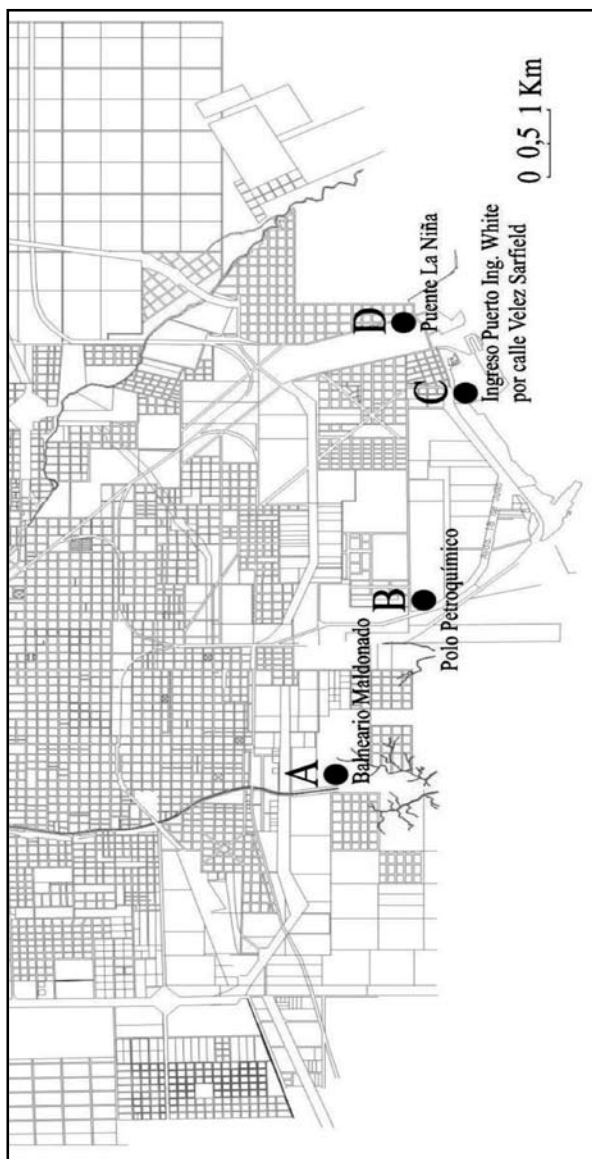 A
Balneario Maldonado
B
Polo Petroquímico
C
Ingreso Puerto Ing. White
por calle Velez Sarfield
D
Puente La Niña
0 0,5 1 Km